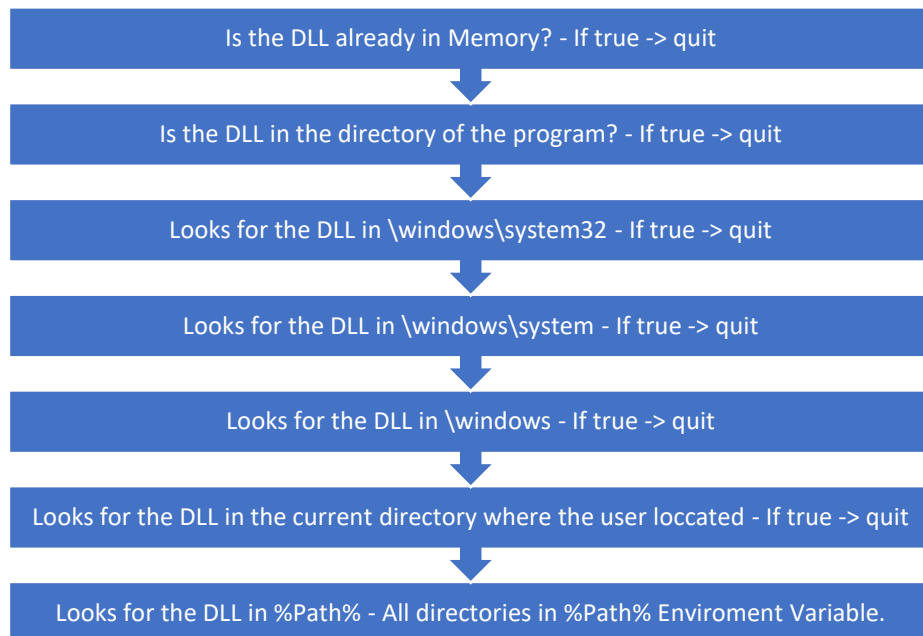 Is the DLL already in Memory? - If true -> quit
Is the DLL in the directory of the program? - If true -> quit
Looks for the DLL in \windows\system32 - If true -> quit
Looks for the DLL in \windows\system - If true -> quit
Looks for the DLL in \windows - If true -> quit
Looks for the DLL in the current directory where the user loccated - If true -> quit
Looks for the DLL in %Path% - All directories in %Path% Enviroment Variable.